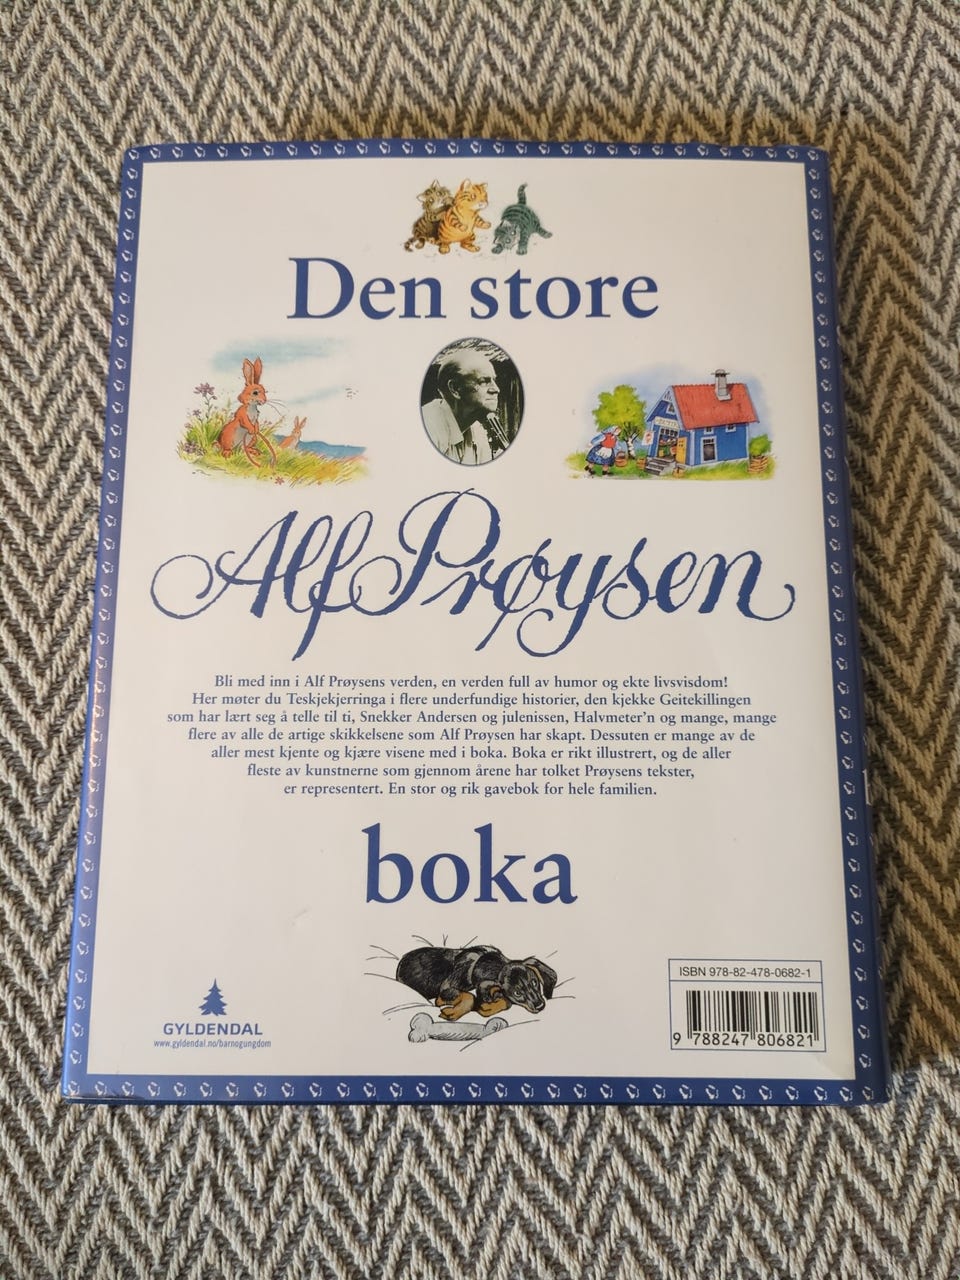 Den store
Alf Prøysen
Bli med inn i Alf Prøysens verden, en verden full av humor og ekte livsvisdom!
Her møter du Teskjekjerringa i flere underfundige historier, den kjekke Geitekillingen
som har lært seg å telle til ti, Snekker Andersen og julenissen, Halvmeter'n og mange, mange
flere av alle de artige skikkelsene som Alf Prøysen har skapt. Dessuten er mange av de
aller mest kjente og kjære visene med i boka. Boka er rikt illustrert, og de aller
fleste av kunstnerne som gjennom årene har tolket Prøysens tekster,
er representert. En stor og rik gavebok for hele familien.
boka
GYLDENDAL
www.gyldendal.no/barnogungdom
ISBN 978-82-478-0682-1
9 788247 806821